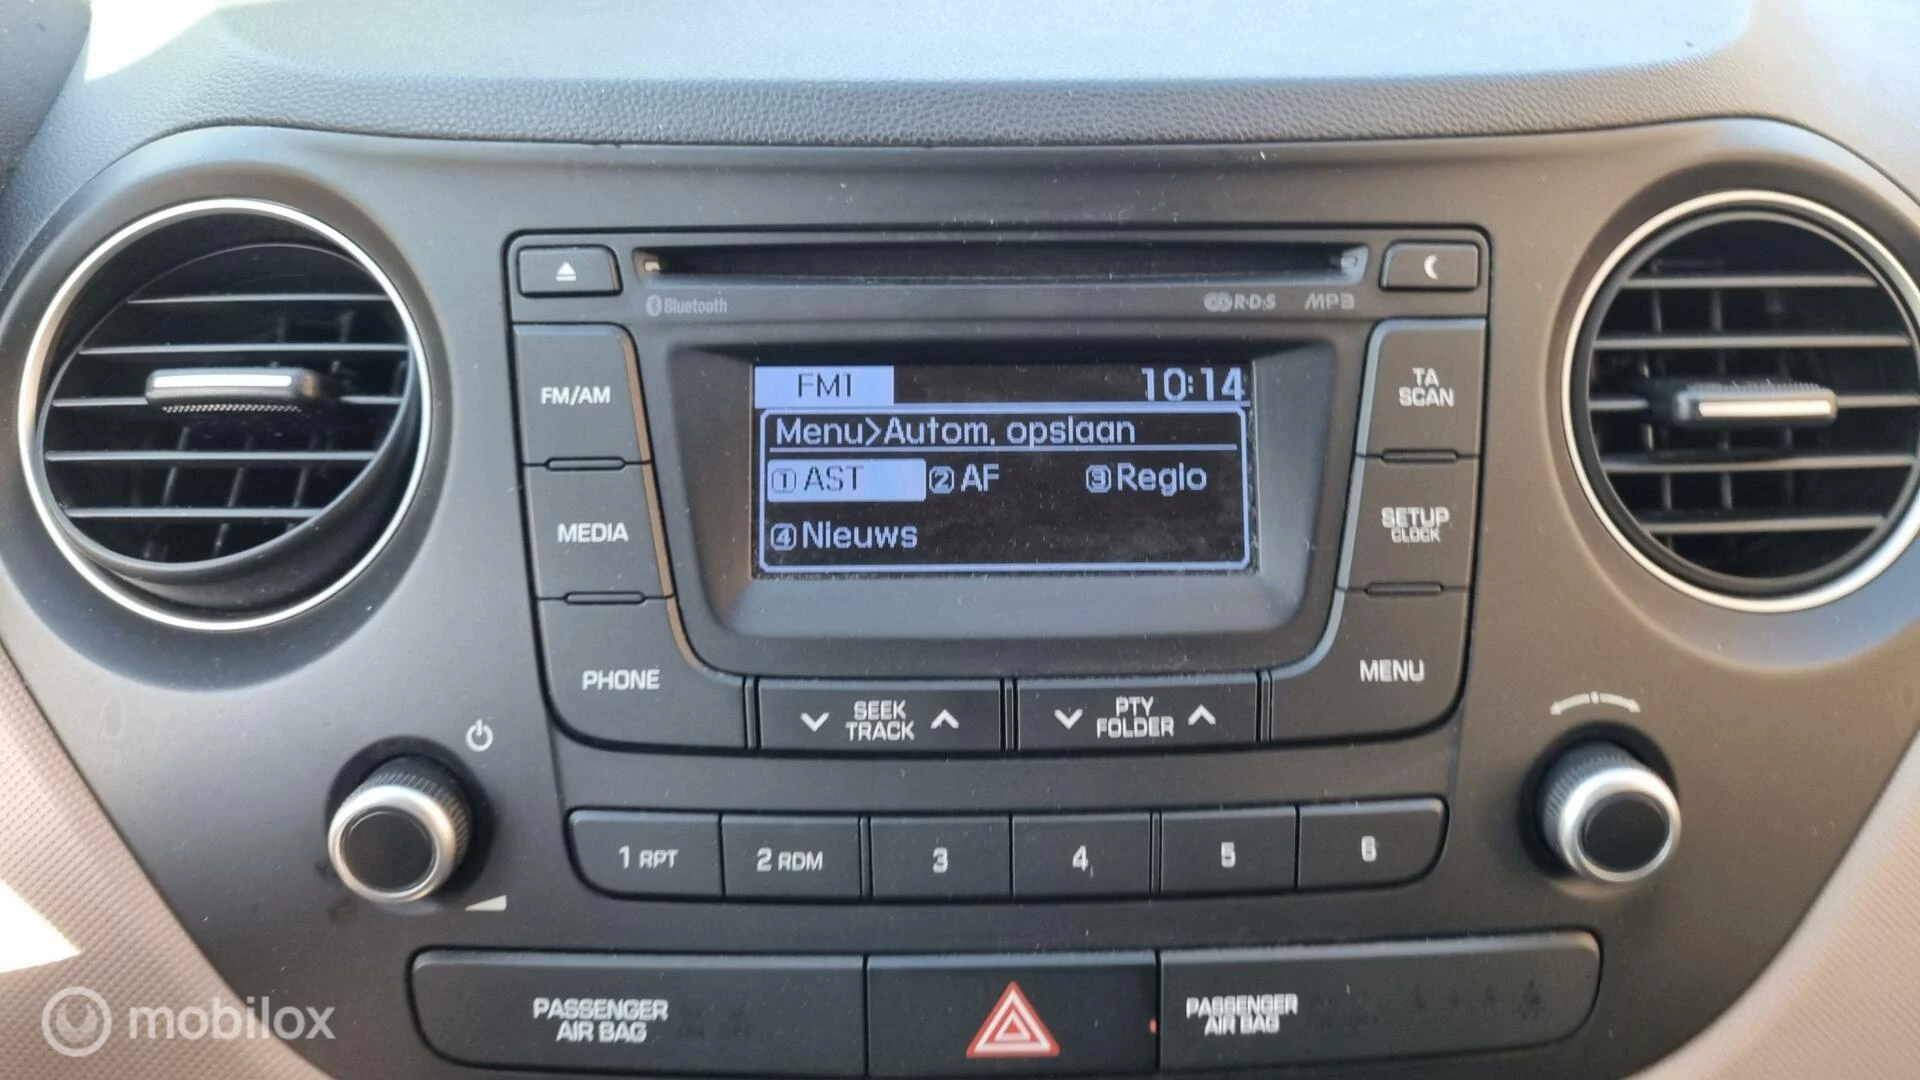 Bluetooth
R·D·S MP3
FM/AM
MEDIA
PHONE
FM1 10:14
Menu>Autom. opslaan
1 AST 2 AF 3 Regio
4 Nieuws
TA
SCAN
SETUP
CLOCK
MENU
SEEK
TRACK
PTY
FOLDER
1 RPT 2 RDM 3 4 5 6
PASSENGER
AIR BAG
PASSENGER
AIR BAG
mobilox